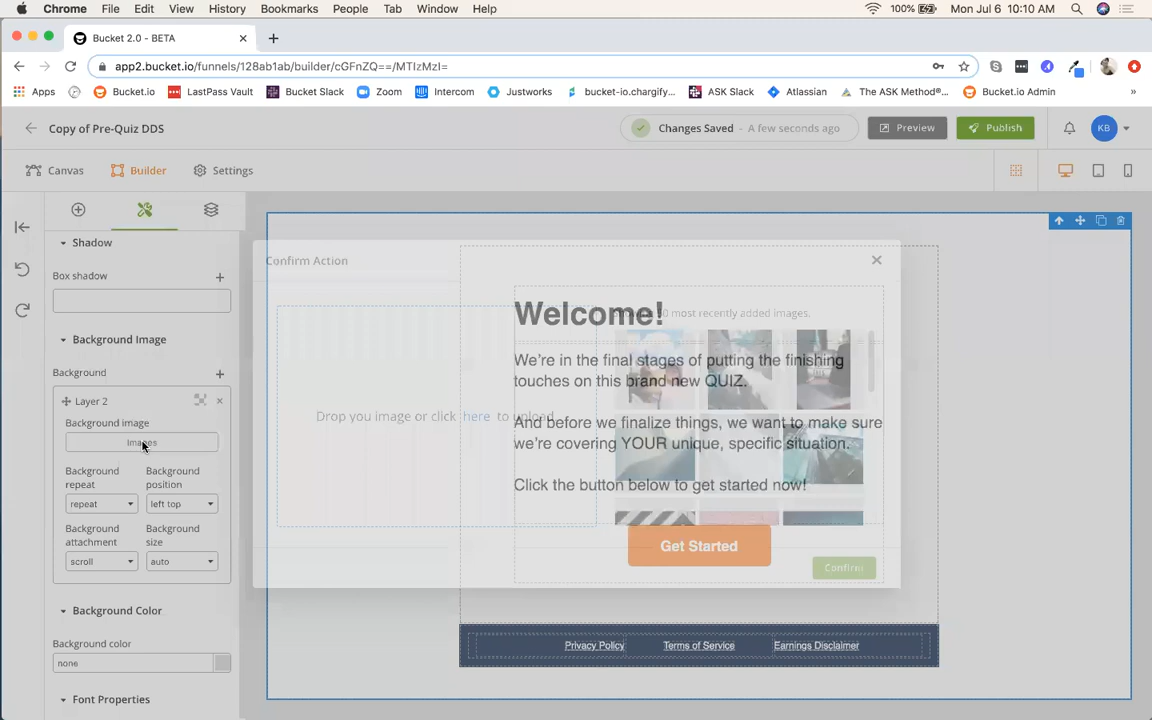 Chrome File Edit View History Bookmarks People Tab Window Help 100% Mon Jul 6 10:10 AM
Bucket 2.0 - BETA
app2.bucket.io/funnels/128ab1ab/builder/cGFnZQ==/MTIzMzI=
Apps Bucket.io LastPass Vault Bucket Slack Zoom Intercom Justworks bucket-io.chargify... ASK Slack Atlassian The ASK Method®... Bucket.io Admin »
Copy of Pre-Quiz DDS Changes Saved - A few seconds ago Preview Publish KB
Canvas Builder Settings
Shadow
Box shadow
Background Image
Background
Layer 2
Background image
Images
Background repeat
Background position
repeat
left top
Background attachment
Background size
scroll
auto
Background Color
Background color
none
Font Properties
Confirm Action
Drop you image or click here to upload
most recently added images.
Confirm
Welcome!
We're in the final stages of putting the finishing
touches on this brand new QUIZ.
And before we finalize things, we want to make sure
we're covering YOUR unique, specific situation.
Click the button below to get started now!
Get Started
Privacy Policy Terms of Service Earnings Disclaimer